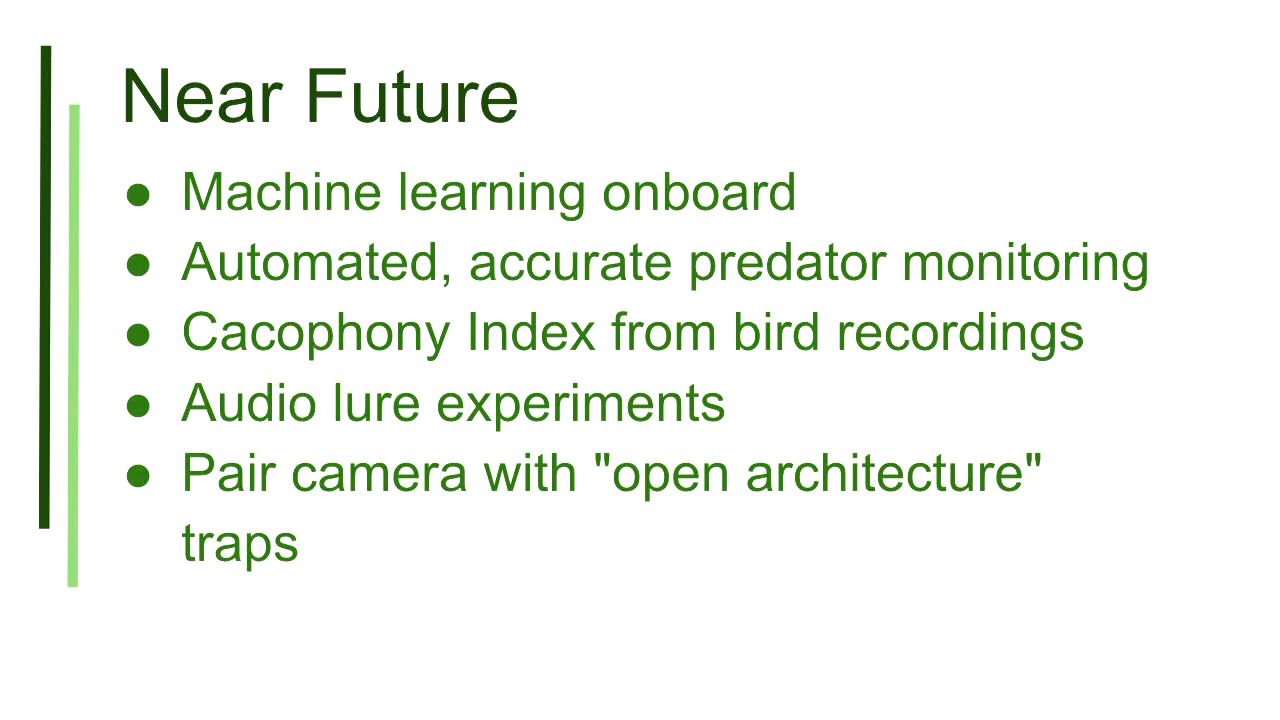 Near Future
● Machine learning onboard
● Automated, accurate predator monitoring
● Cacophony Index from bird recordings
● Audio lure experiments
● Pair camera with "open architecture"
traps